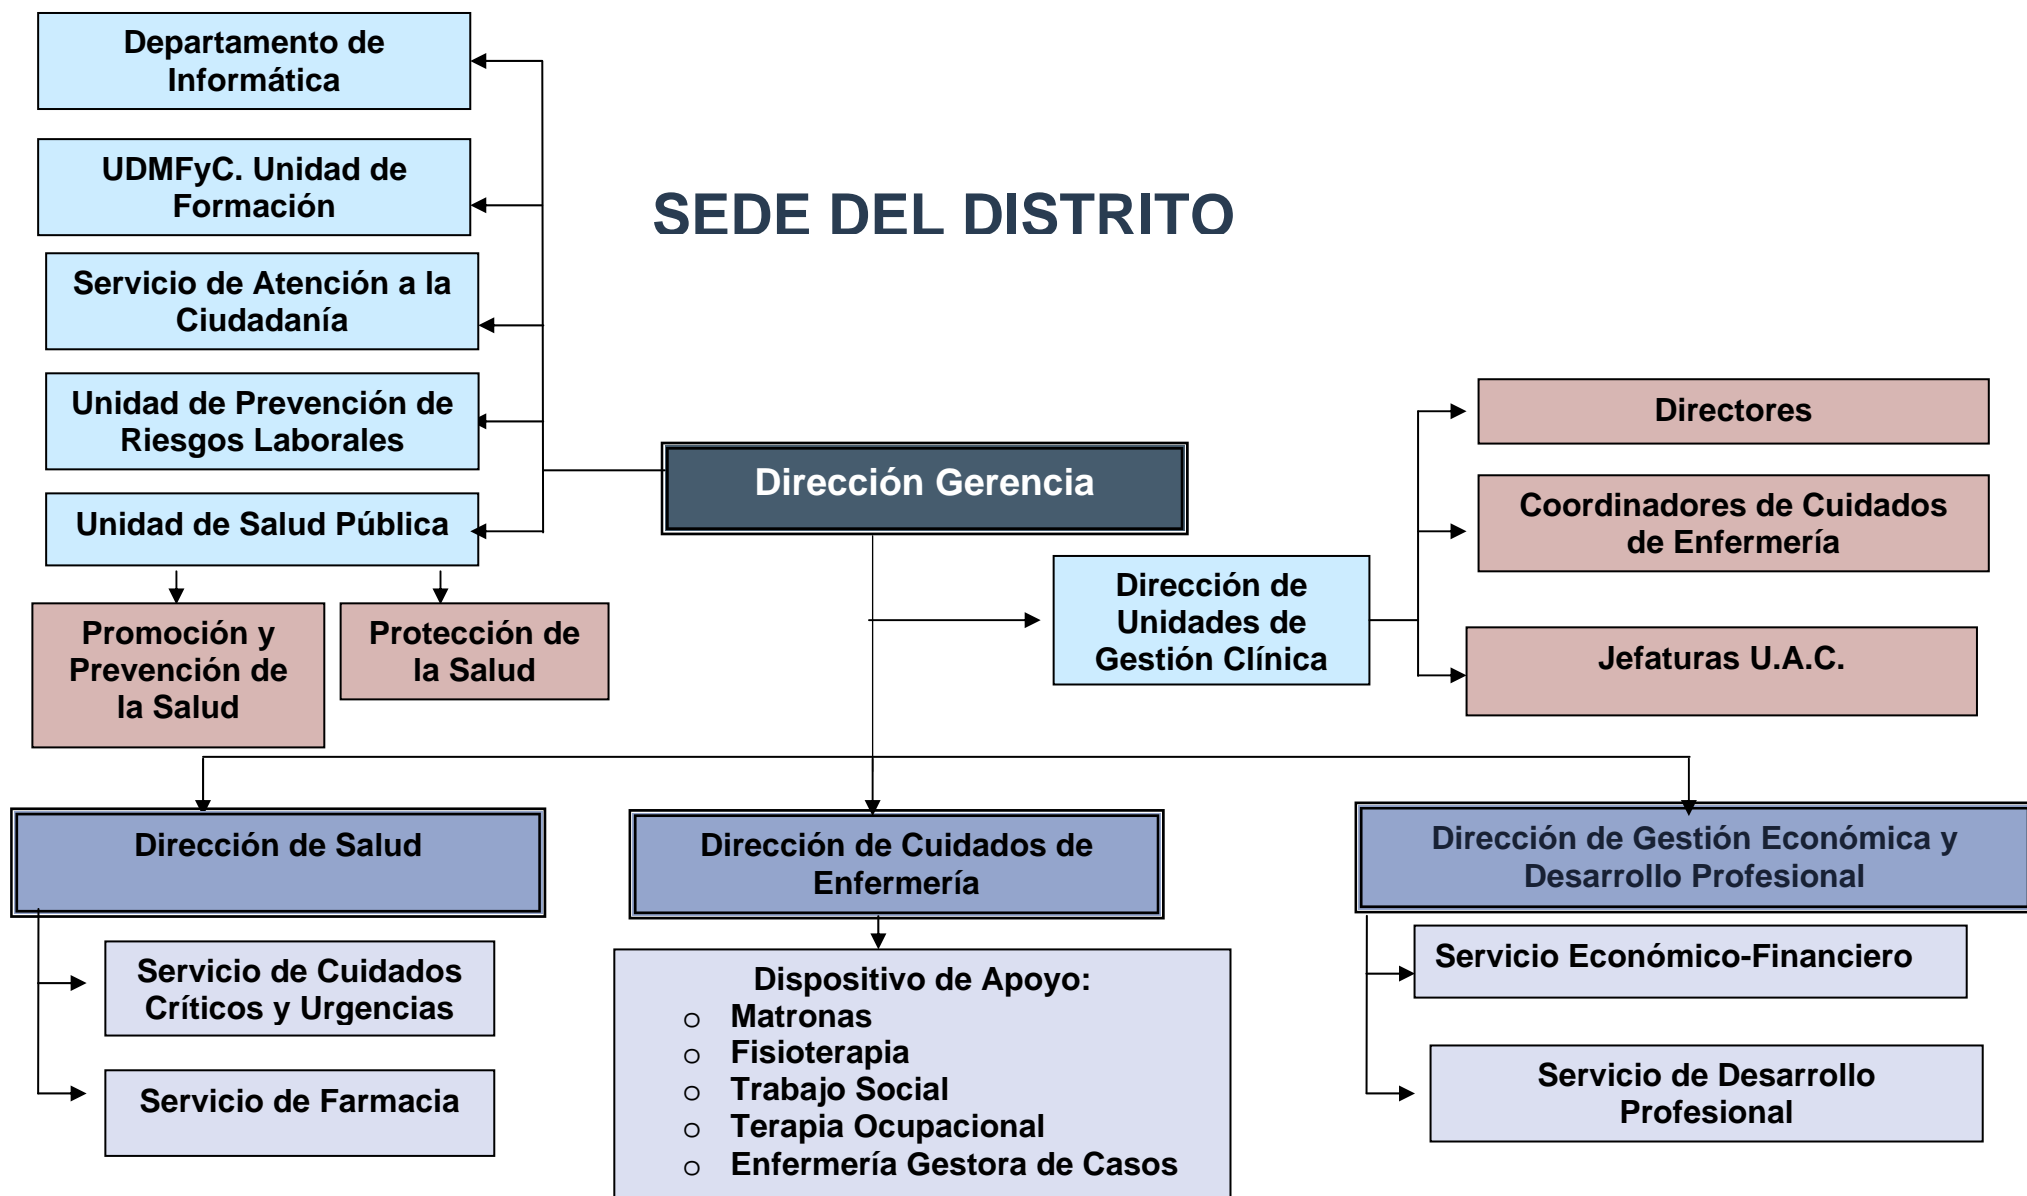 Departamento de
Informática
UDMFyC. Unidad de
Formación
SEDE DEL DISTRITO
Servicio de Atención a la
Ciudadanía
Unidad de Prevención de
Riesgos Laborales
Unidad de Salud Pública
Promoción y
Prevención de
la Salud
Protección de
la Salud
Dirección Gerencia
Dirección de
Unidades de
Gestión Clínica
Directores
Coordinadores de Cuidados
de Enfermería
Jefaturas U.A.C.
Dirección de Salud
Servicio de Cuidados
Críticos y Urgencias
Servicio de Farmacia
Dirección de Cuidados de
Enfermería
Dispositivo de Apoyo:
o Matronas
o Fisioterapia
o Trabajo Social
o Terapia Ocupacional
o Enfermería Gestora de Casos
Dirección de Gestión Económica y
Desarrollo Profesional
Servicio Económico-Financiero
Servicio de Desarrollo
Profesional